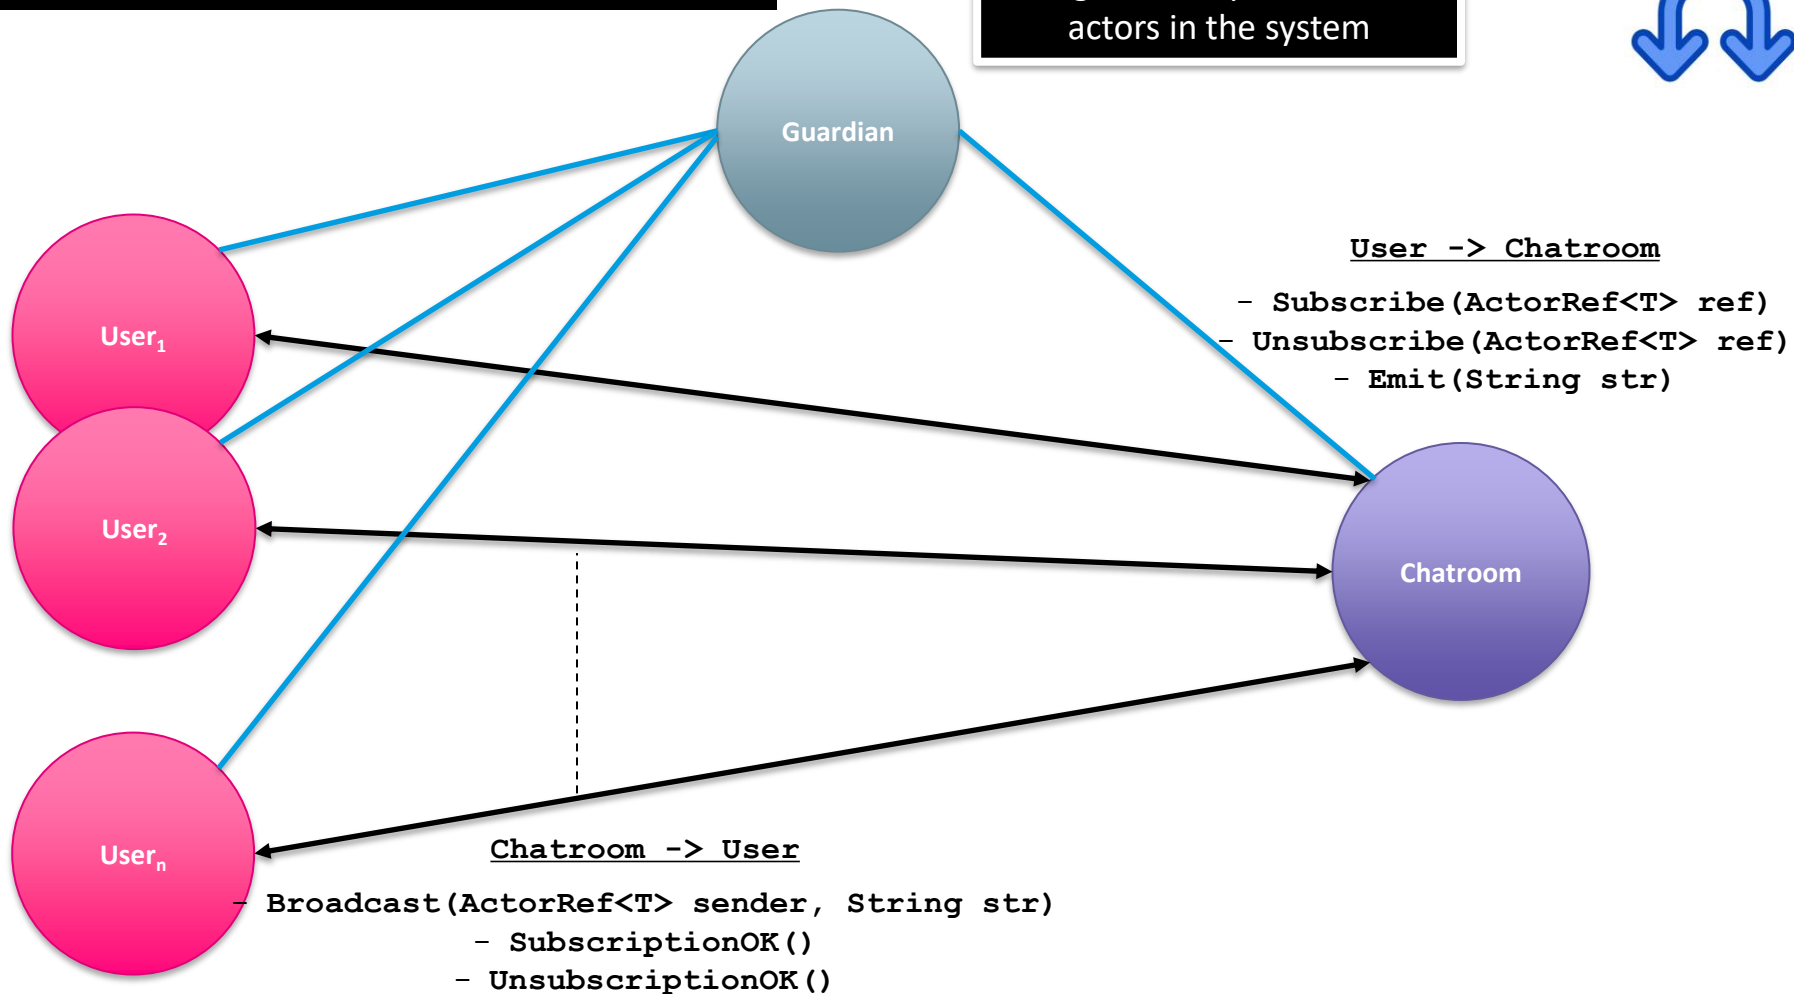 actors in the system
Guardian
User -> Chatroom
- Subscribe(ActorRef<T> ref)
- Unsubscribe(ActorRef<T> ref)
- Emit(String str)
User1
User2
Chatroom
Usern
Chatroom -> User
- Broadcast(ActorRef<T> sender, String str)
- SubscriptionOK()
- UnsubscriptionOK()